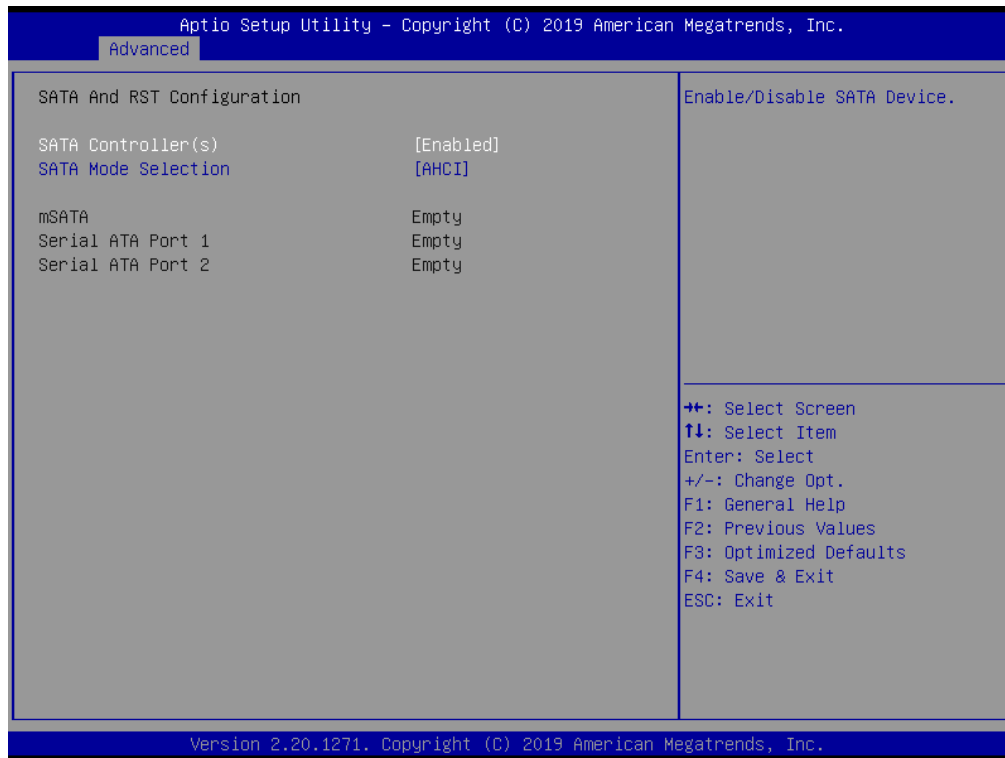 Aptio Setup Utility – Copyright (C) 2019 American Megatrends, Inc.
Advanced
SATA And RST Configuration
SATA Controller(s) [Enabled]
SATA Mode Selection [AHCI]
mSATA Empty
Serial ATA Port 1 Empty
Serial ATA Port 2 Empty
Enable/Disable SATA Device.
→←: Select Screen
↑↓: Select Item
Enter: Select
+/-: Change Opt.
F1: General Help
F2: Previous Values
F3: Optimized Defaults
F4: Save & Exit
ESC: Exit
Version 2.20.1271. Copyright (C) 2019 American Megatrends, Inc.